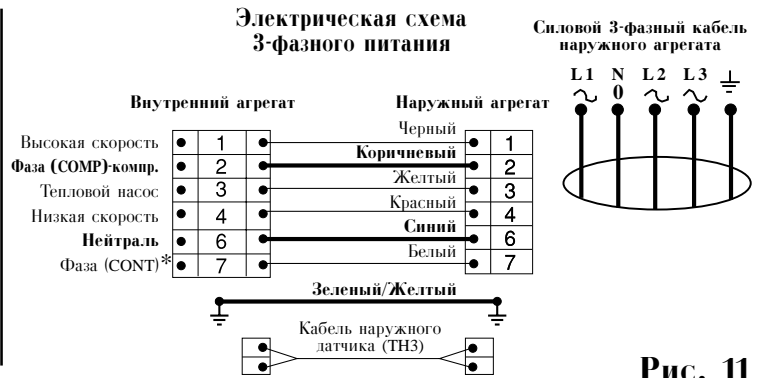 Электрическая схема
3-фазного питания
Силовой 3-фазный кабель
наружного агрегата
L1 N L2 L3
0
Внутренний агрегат
Наружный агрегат
Высокая скорость 1 Черный 1
Фаза (COMP)-компр. 2 Коричневый 2
Тепловой насос 3 Желтый 3
Низкая скорость 4 Красный 4
Нейтраль 6 Синий 6
Фаза (CONT)* 7 Белый 7
Зеленый/Желтый
Кабель наружного
датчика (TH3)
Рис. 11